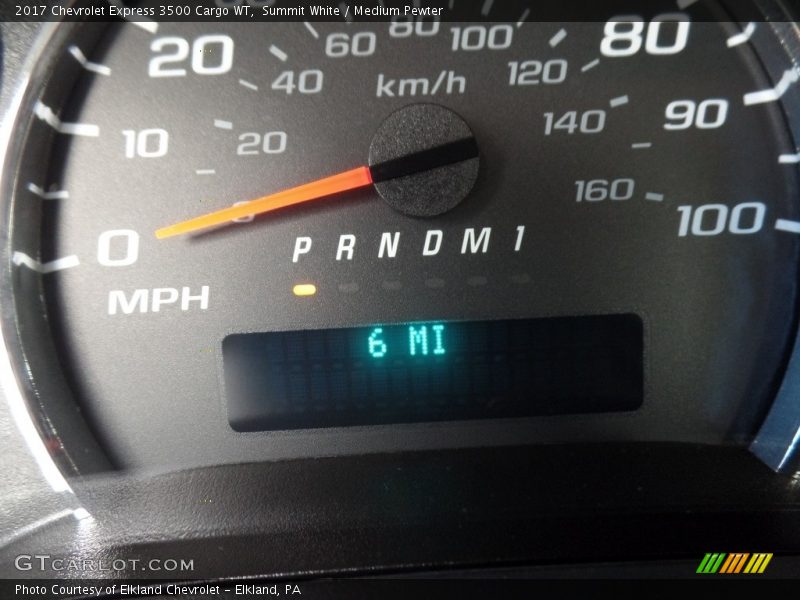 2017 Chevrolet Express 3500 Cargo WT, Summit White / Medium Pewter
0 10 20 80 90 100
0 20 40 60 80 100 120 140 160
km/h
P R N D M 1
MPH
6 MI
GTCARLOT.COM
Photo Courtesy of Elkland Chevrolet – Elkland, PA